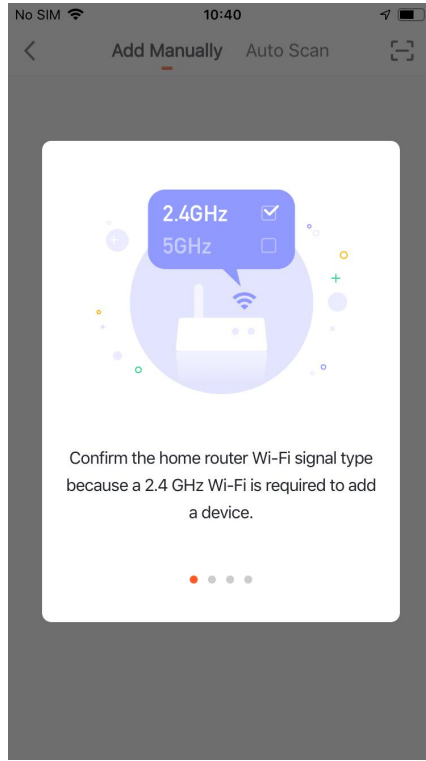 No SIM 10:40
Add Manually Auto Scan
2.4GHz
5GHz
Confirm the home router Wi-Fi signal type
because a 2.4 GHz Wi-Fi is required to add
a device.